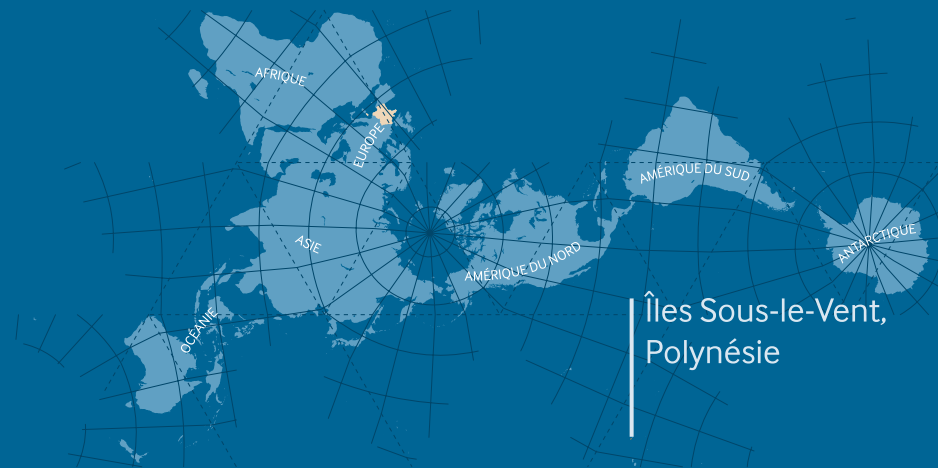 AFRIQUE
EUROPE
AMÉRIQUE DU SUD
ASIE
AMÉRIQUE DU NORD
ANTARCTIQUE
OCÉANIE
Îles Sous-le-Vent,
Polynésie